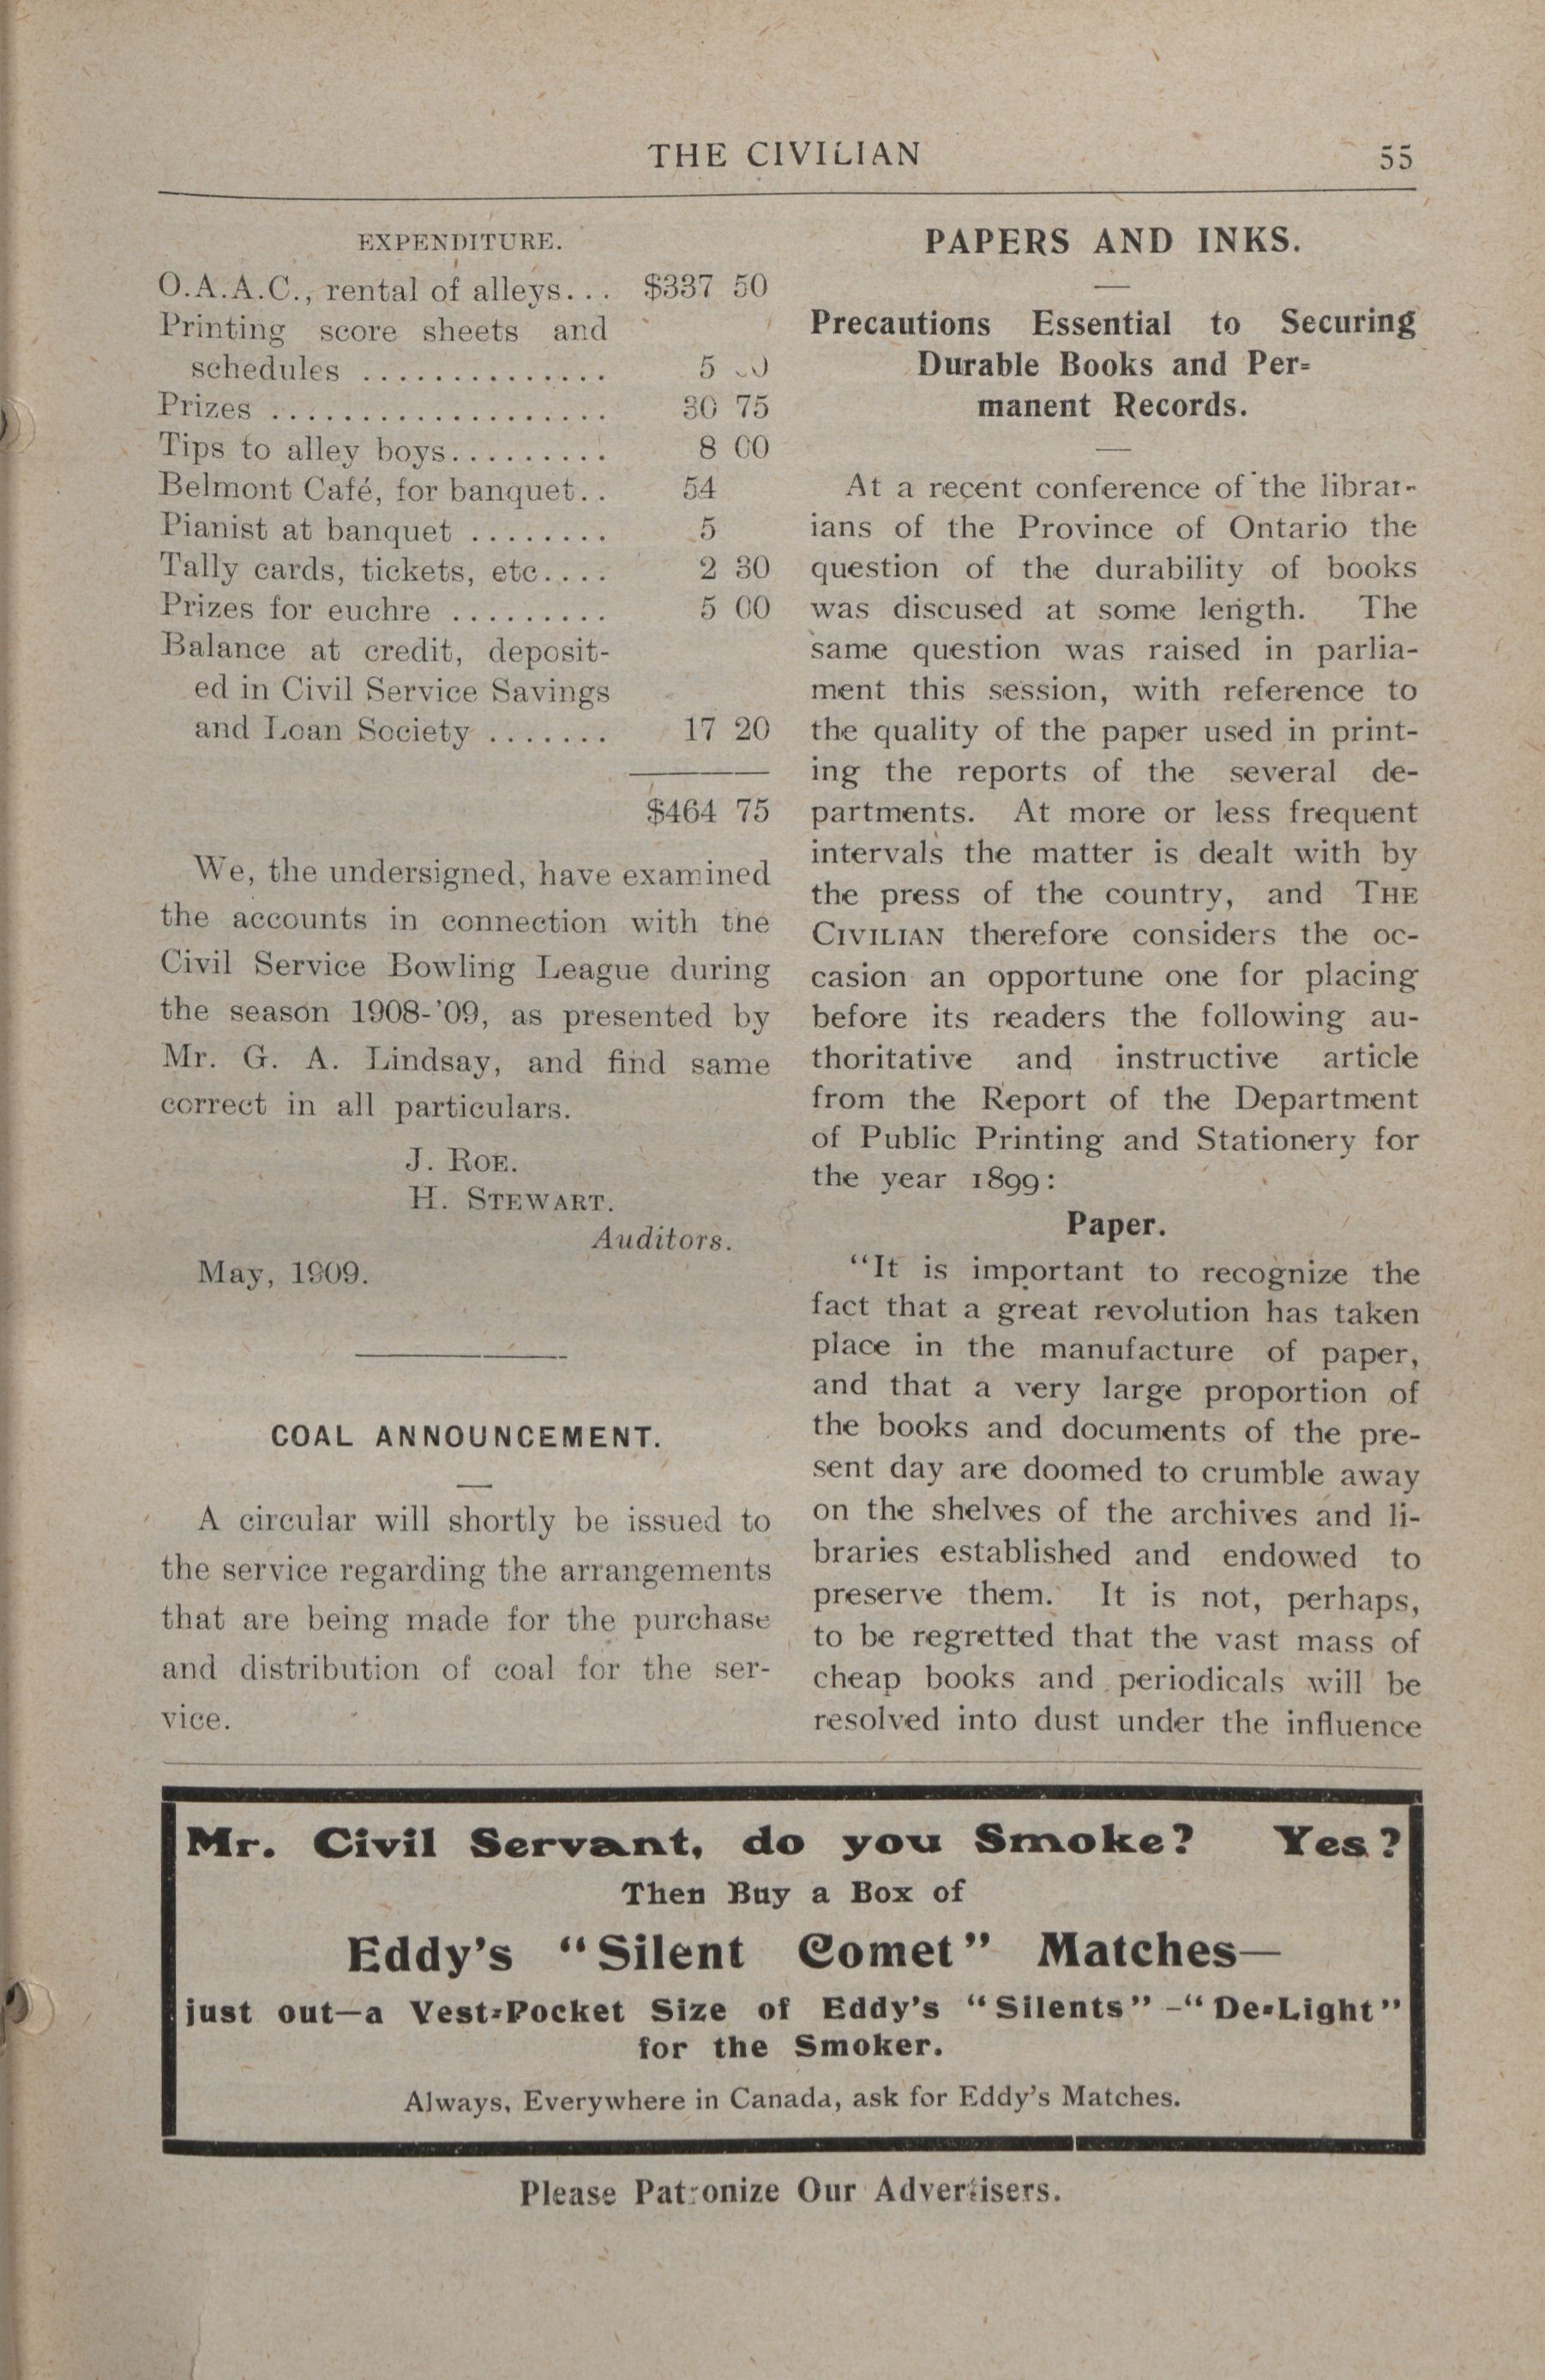 THE CIVILIAN 55
EXPENDITURE.
O.A.A.C., rental of alleys... $337 50
Printing score sheets and
schedules .............. 5
Prizes ................... 30 75
Tips to alley boys......... 8 00
Belmont Café, for banquet.. 54
Pianist at banquet ........ 5
Tally cards, tickets, etc.... 2 30
Prizes for euchre ......... 5 00
Balance at credit, deposit-
ed in Civil Service Savings
and Loan Society ....... 17 20
$464 75
We, the undersigned, have examined
the accounts in connection with the
Civil Service Bowling League during
the season 1908-'09, as presented by
Mr. G. A. Lindsay, and find same
correct in all particulars.
J. ROE.
H. STEWART.
Auditors.
May, 1909.
COAL ANNOUNCEMENT.
A circular will shortly be issued to
the service regarding the arrangements
that are being made for the purchase
and distribution of coal for the ser-
vice.
PAPERS AND INKS.
Precautions Essential to Securing
Durable Books and Per-
manent Records.
At a recent conference of the librar-
ians of the Province of Ontario the
question of the durability of books
was discused at some length. The
same question was raised in parlia-
ment this session, with reference to
the quality of the paper used in print-
ing the reports of the several de-
partments. At more or less frequent
intervals the matter is dealt with by
the press of the country, and THE
CIVILIAN therefore considers the oc-
casion an opportune one for placing
before its readers the following au-
thoritative and instructive article
from the Report of the Department
of Public Printing and Stationery for
the year 1899:
Paper.
"It is important to recognize the
fact that a great revolution has taken
place in the manufacture of paper,
and that a very large proportion of
the books and documents of the pre-
sent day are doomed to crumble away
on the shelves of the archives and li-
braries established and endowed to
preserve them. It is not, perhaps,
to be regretted that the vast mass of
cheap books and periodicals will be
resolved into dust under the influence
Mr. Civil Servant, do you Smoke? Yes?
Then Buy a Box of
Eddy's "Silent Comet" Matches—
just out—a Vest-Pocket Size of Eddy's "Silents" -"De-Light"
for the Smoker.
Always, Everywhere in Canada, ask for Eddy's Matches.
Please Patronize Our Advertisers.